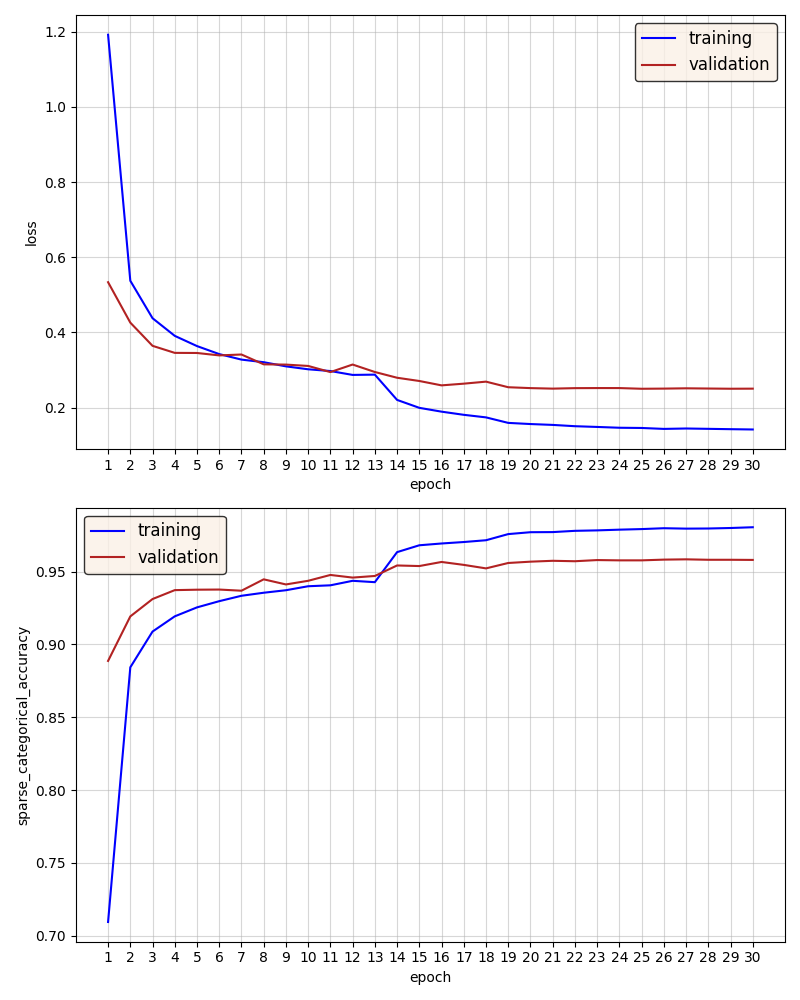 training
validation
1.2
1.0
0.8
0.6
0.4
0.2
loss
1 2 3 4 5 6 7 8 9 10 11 12 13 14 15 16 17 18 19 20 21 22 23 24 25 26 27 28 29 30
epoch
training
validation
0.95
0.90
0.85
0.80
0.75
0.70
sparse_categorical_accuracy
1 2 3 4 5 6 7 8 9 10 11 12 13 14 15 16 17 18 19 20 21 22 23 24 25 26 27 28 29 30
epoch